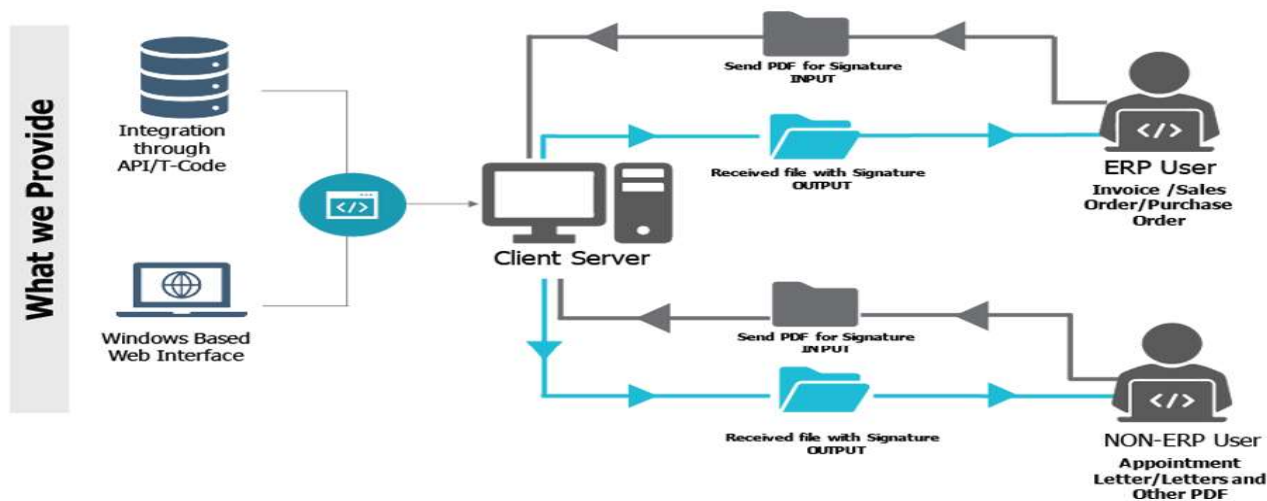 What we Provide
Integration
through
API/T-Code
</>
Windows Based
Web Interface
Client Server
Send PDF for Signature
INPUT
Received file with Signature
OUTPUT
</>
ERP User
Invoice /Sales
Order/Purchase
Order
Send PDF for Signature
INPUT
Received file with Signature
OUTPUT
</>
NON-ERP User
Appointment
Letter/Letters and
Other PDF